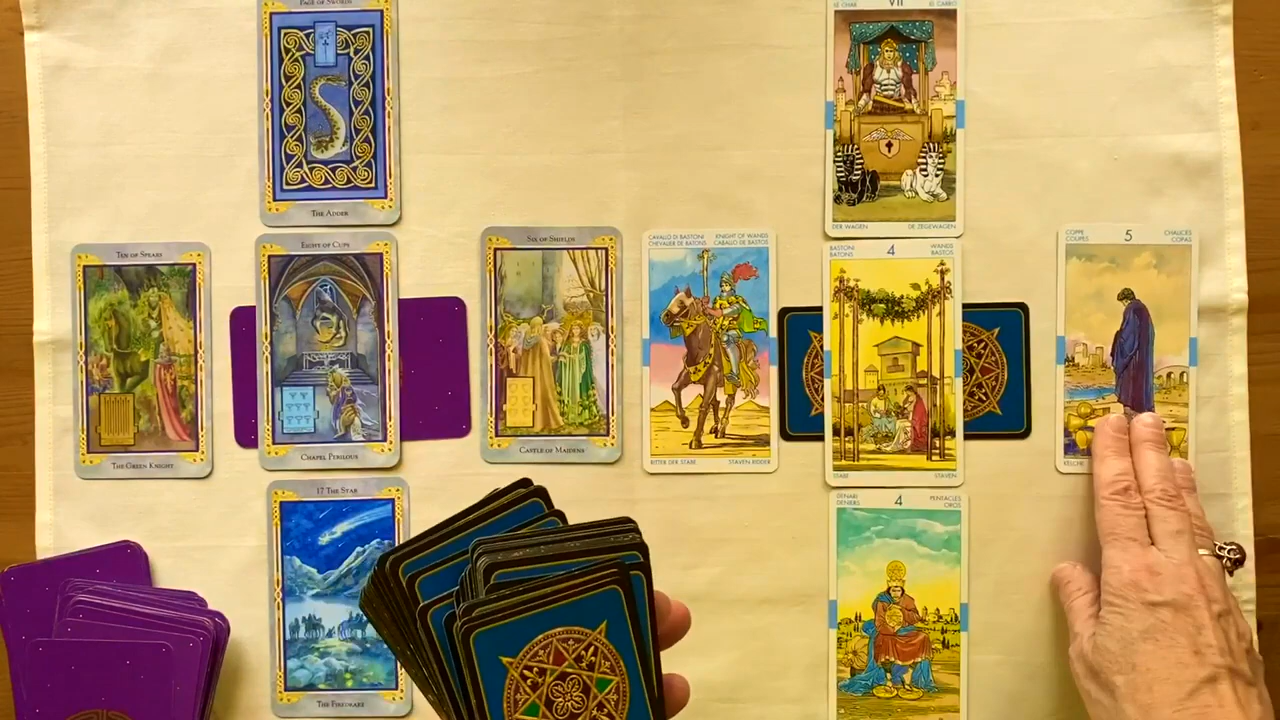 PAGE OF SWORDS
THE ADDER
TEN OF SPEARS
THE GREEN KNIGHT
EIGHT OF CUPS
CHAPEL PERILOUS
SIX OF SHIELDS
CASTLE OF MAIDENS
17 THE STAR
THE FIREDRAKE
LE CHAR VII EL CARRO
DER WAGEN DE ZEGEWAGEN
CAVALLO DI BASTONI KNIGHT OF WANDS
CHEVALIER DE BATONS CABALLO DE BASTOS
RITTER DER STÄBE STAVEN RIDDER
BASTONI 4 WANDS
BATONS BASTOS
STÄBE STAVEN
COPPE 5 CHALICES
COUPES COPAS
KELCHE
DENARI 4 PENTACLES
DENIERS OROS